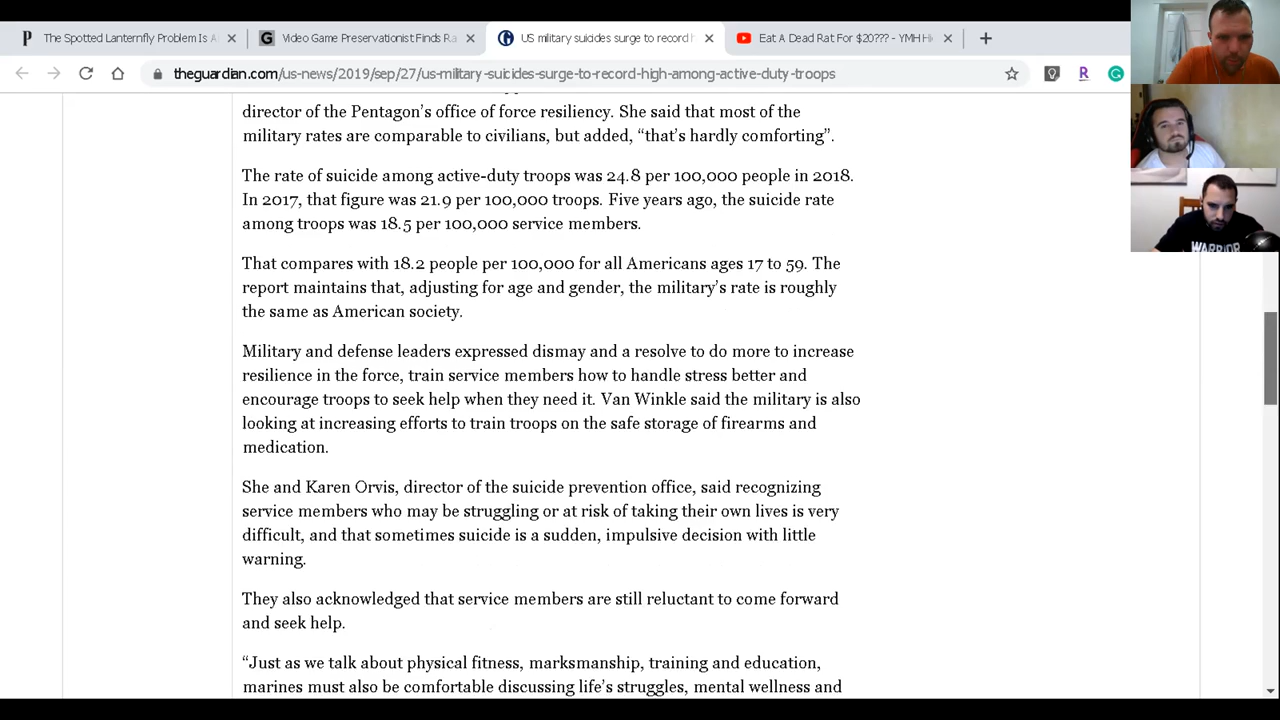 The Spotted Lanternfly Problem Is A
Video Game Preservationist Finds Ra
US military suicides surge to record h
Eat A Dead Rat For $20??? - YMH Hi
theguardian.com/us-news/2019/sep/27/us-military-suicides-surge-to-record-high-among-active-duty-troops
director of the Pentagon’s office of force resiliency. She said that most of the
military rates are comparable to civilians, but added, “that’s hardly comforting”.
The rate of suicide among active-duty troops was 24.8 per 100,000 people in 2018.
In 2017, that figure was 21.9 per 100,000 troops. Five years ago, the suicide rate
among troops was 18.5 per 100,000 service members.
That compares with 18.2 people per 100,000 for all Americans ages 17 to 59. The
report maintains that, adjusting for age and gender, the military’s rate is roughly
the same as American society.
Military and defense leaders expressed dismay and a resolve to do more to increase
resilience in the force, train service members how to handle stress better and
encourage troops to seek help when they need it. Van Winkle said the military is also
looking at increasing efforts to train troops on the safe storage of firearms and
medication.
She and Karen Orvis, director of the suicide prevention office, said recognizing
service members who may be struggling or at risk of taking their own lives is very
difficult, and that sometimes suicide is a sudden, impulsive decision with little
warning.
They also acknowledged that service members are still reluctant to come forward
and seek help.
“Just as we talk about physical fitness, marksmanship, training and education,
marines must also be comfortable discussing life’s struggles, mental wellness and
WARRIOR